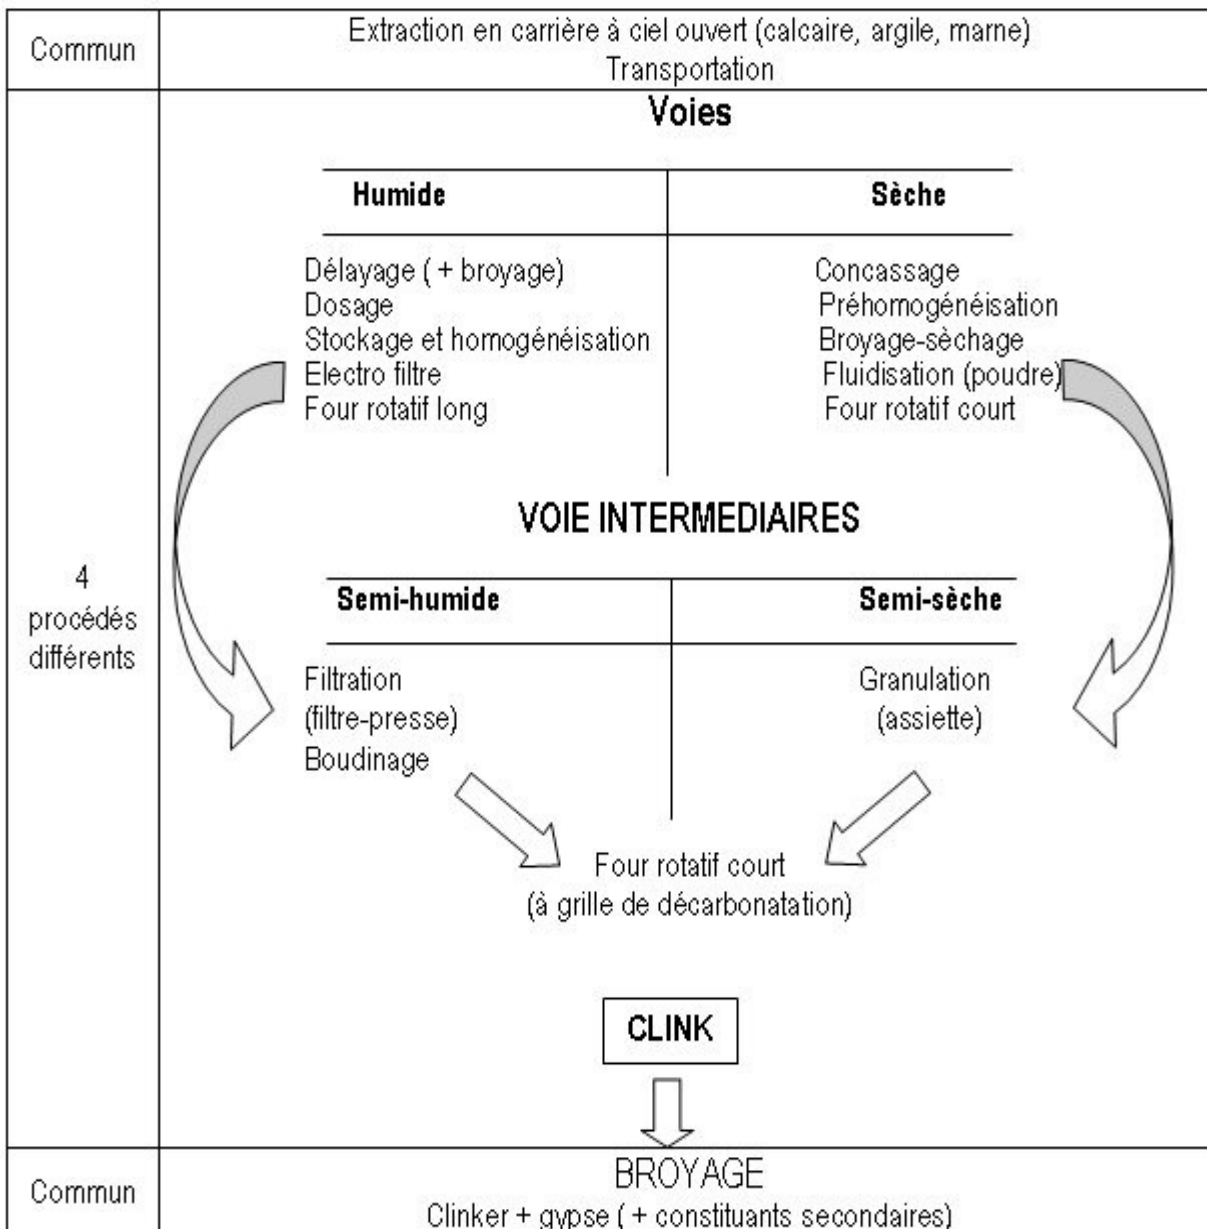 Commun
Extraction en carrière à ciel ouvert (calcaire, argile, marne)
Transportation
4
procédés
différents
Voies
Humide
Délayage ( + broyage)
Dosage
Stockage et homogénéisation
Electro filtre
Four rotatif long
Sèche
Concassage
Préhomogénéisation
Broyage-sèchage
Fluidisation (poudre)
Four rotatif court
VOIE INTERMEDIAIRES
Semi-humide
Filtration
(filtre-presse)
Boudinage
Semi-sèche
Granulation
(assiette)
Four rotatif court
(à grille de décarbonatation)
CLINK
Commun
BROYAGE
Clinker + gypse ( + constituants secondaires)